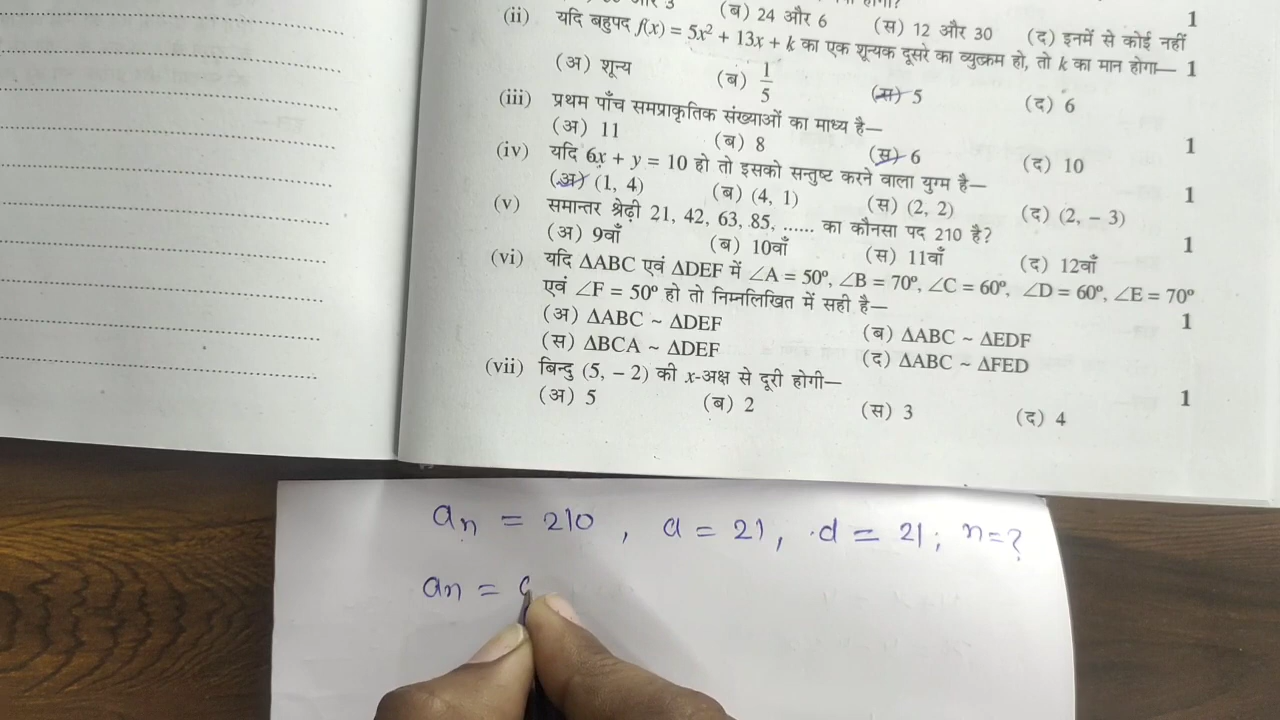 (ब) 24 और 6 (स) 12 और 30 (द) इनमें से कोई नहीं 1
(ii) यदि बहुपद f(x) = 5x² + 13x + k का एक शून्यक दूसरे का व्युत्क्रम हो, तो k का मान होगा— 1
(अ) शून्य (ब) 1/5 (स) 5 (द) 6
(iii) प्रथम पाँच समप्राकृतिक संख्याओं का माध्य है— 1
(अ) 11 (ब) 8 (स) 6 (द) 10
(iv) यदि 6x + y = 10 हो तो इसको सन्तुष्ट करने वाला युग्म है— 1
(अ) (1, 4) (ब) (4, 1) (स) (2, 2) (द) (2, – 3)
(v) समान्तर श्रेढ़ी 21, 42, 63, 85, ...... का कौनसा पद 210 है? 1
(अ) 9वाँ (ब) 10वाँ (स) 11वाँ (द) 12वाँ
(vi) यदि ΔABC एवं ΔDEF में ∠A = 50º, ∠B = 70º, ∠C = 60º, ∠D = 60º, ∠E = 70º
एवं ∠F = 50º हो तो निम्नलिखित में सही है— 1
(अ) ΔABC ~ ΔDEF (ब) ΔABC ~ ΔEDF
(स) ΔBCA ~ ΔDEF (द) ΔABC ~ ΔFED
(vii) बिन्दु (5, – 2) की x-अक्ष से दूरी होगी— 1
(अ) 5 (ब) 2 (स) 3 (द) 4
an = 210 , a = 21, d = 21; n=?
an =